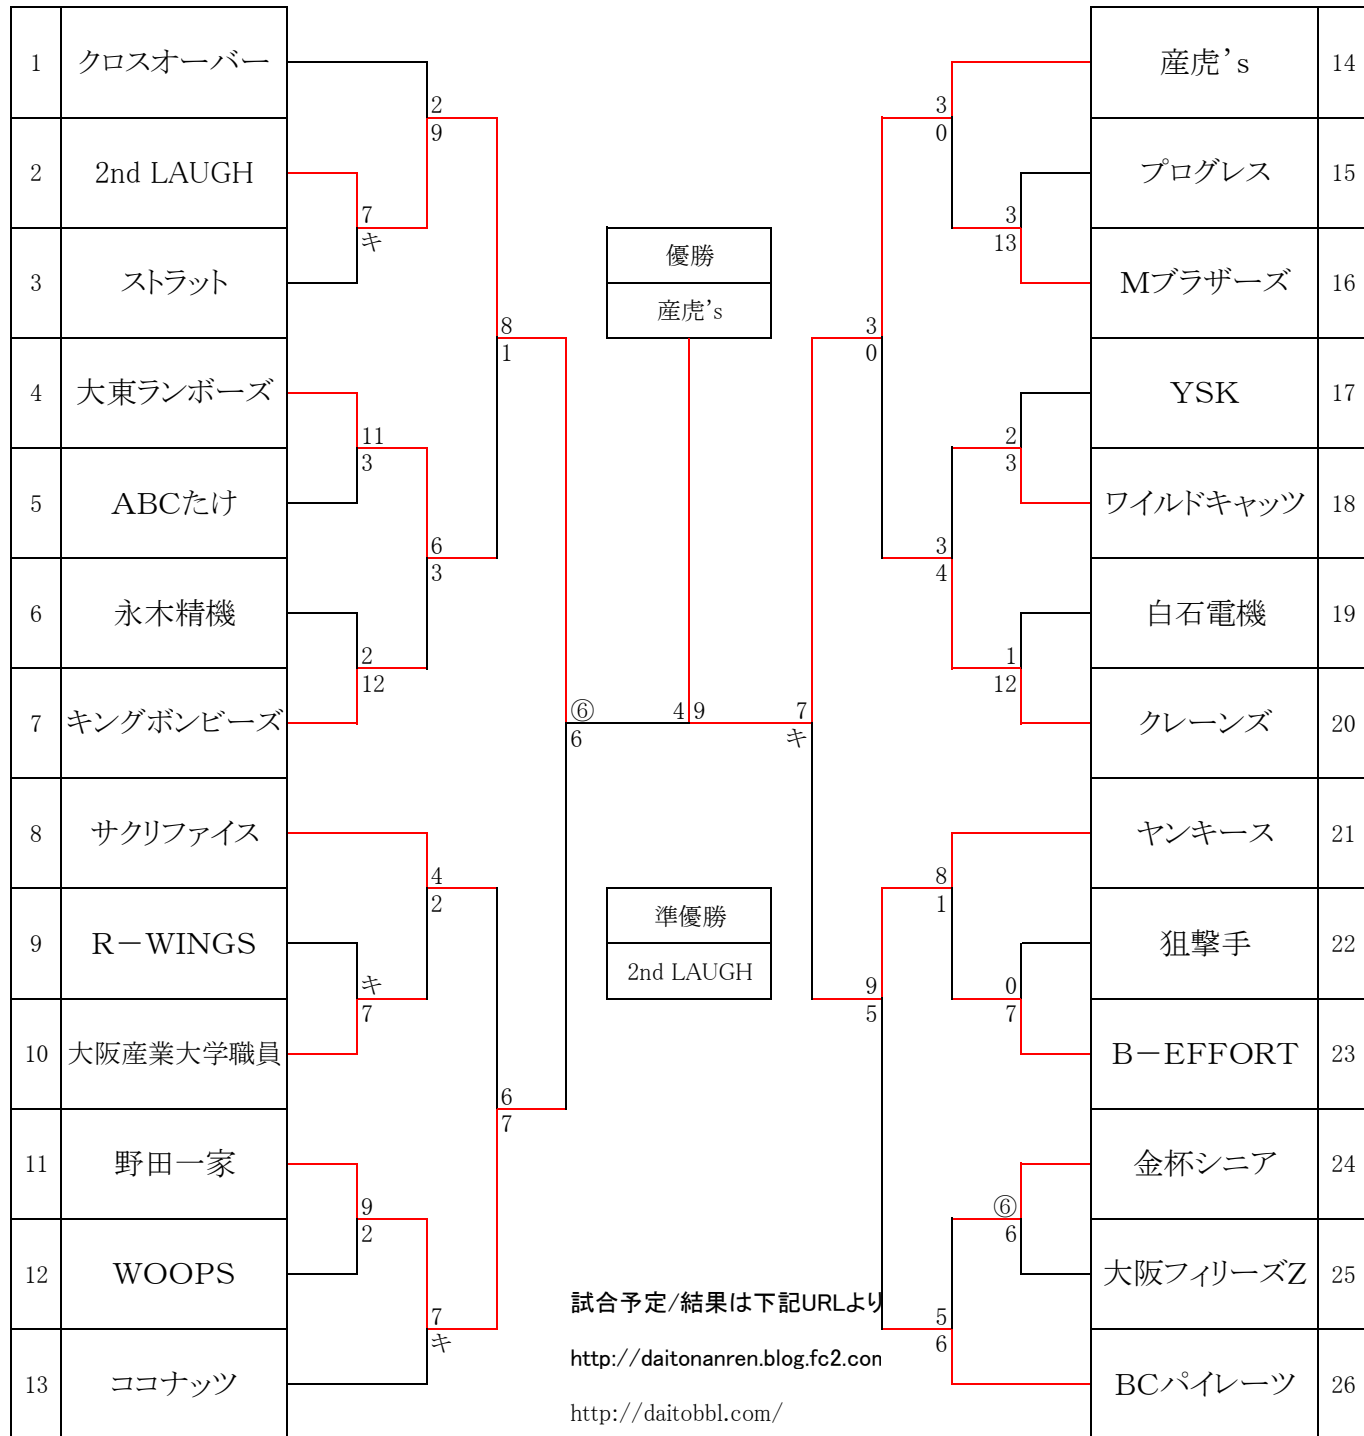 1 クロスオーバー
2 2nd LAUGH
3 ストラット
4 大東ランボーズ
5 ABCたけ
6 永木精機
7 キングボンビーズ
8 サクリファイス
9 R－WINGS
10 大阪産業大学職員
11 野田一家
12 WOOPS
13 ココナッツ
7
キ
11
3
2
12
キ
7
9
2
2
9
6
3
4
2
7
キ
8
1
6
7
⑥
6
優勝
産虎's
4 9
準優勝
2nd LAUGH
試合予定/結果は下記URLより
http://daitonanren.blog.fc2.com
http://daitobbl.com/
7
キ
3
0
9
5
3
0
3
4
8
1
5
6
3
13
2
3
1
12
0
7
⑥
6
産虎’s 14
プログレス 15
Mブラザーズ 16
YSK 17
ワイルドキャッツ 18
白石電機 19
クレーンズ 20
ヤンキース 21
狙撃手 22
B－EFFORT 23
金杯シニア 24
大阪フィリーズZ 25
BCパイレーツ 26